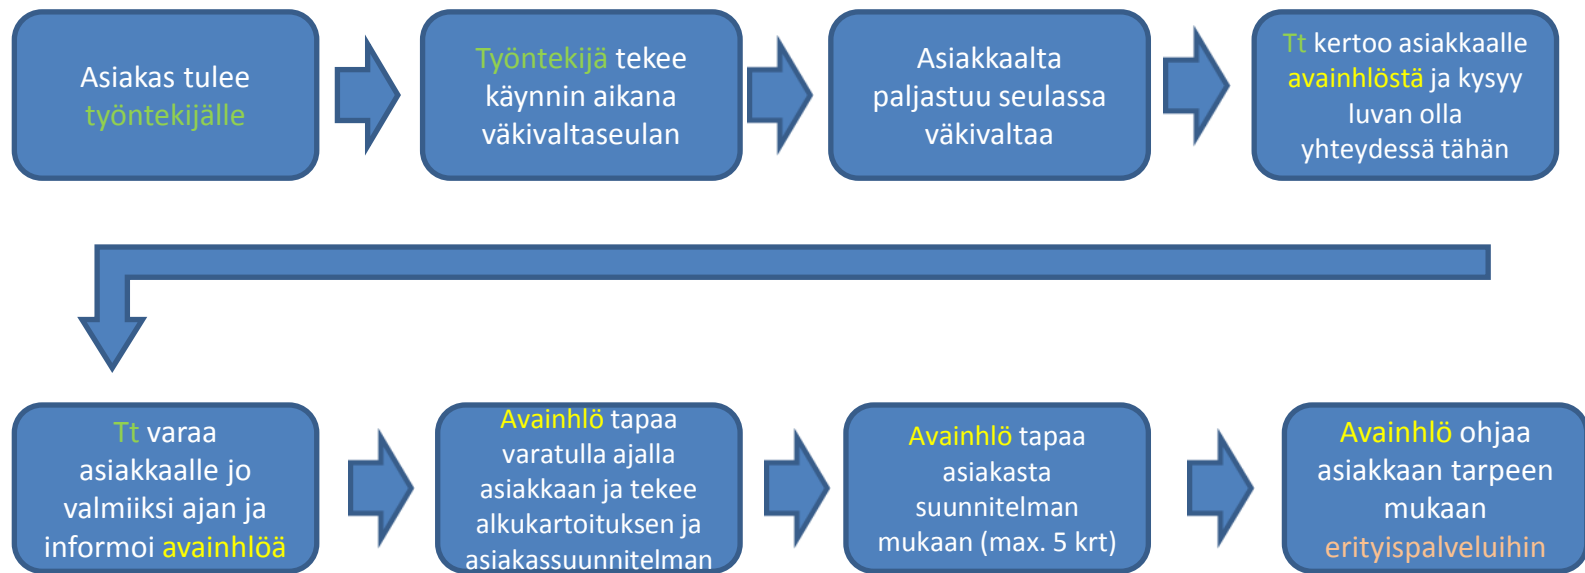 Asiakas tulee
työntekijälle
Työntekijä tekee
käynnin aikana
väkivaltaseulan
Asiakkaalta
paljastuu seulassa
väkivaltaa
Tt kertoo asiakkaalle
avainhlöstä ja kysyy
luvan olla
yhteydessä tähän
Tt varaa
asiakkaalle jo
valmiiksi ajan ja
informoi avainhlöä
Avainhlö tapaa
varatulla ajalla
asiakkaan ja tekee
alkukartoituksen ja
asiakassuunnitelman
Avainhlö tapaa
asiakasta
suunnitelman
mukaan (max. 5 krt)
Avainhlö ohjaa
asiakkaan tarpeen
mukaan
erityispalveluihin